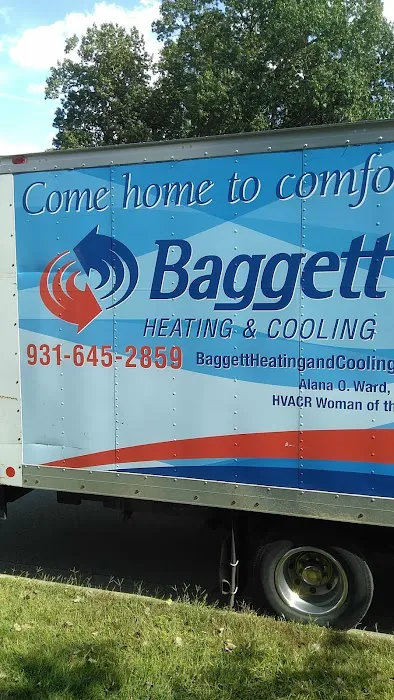 Come home to comfo
Baggett
HEATING & COOLING
931-645-2859 BaggettHeatingandCooling
Alana O. Ward,
HVACR Woman of th